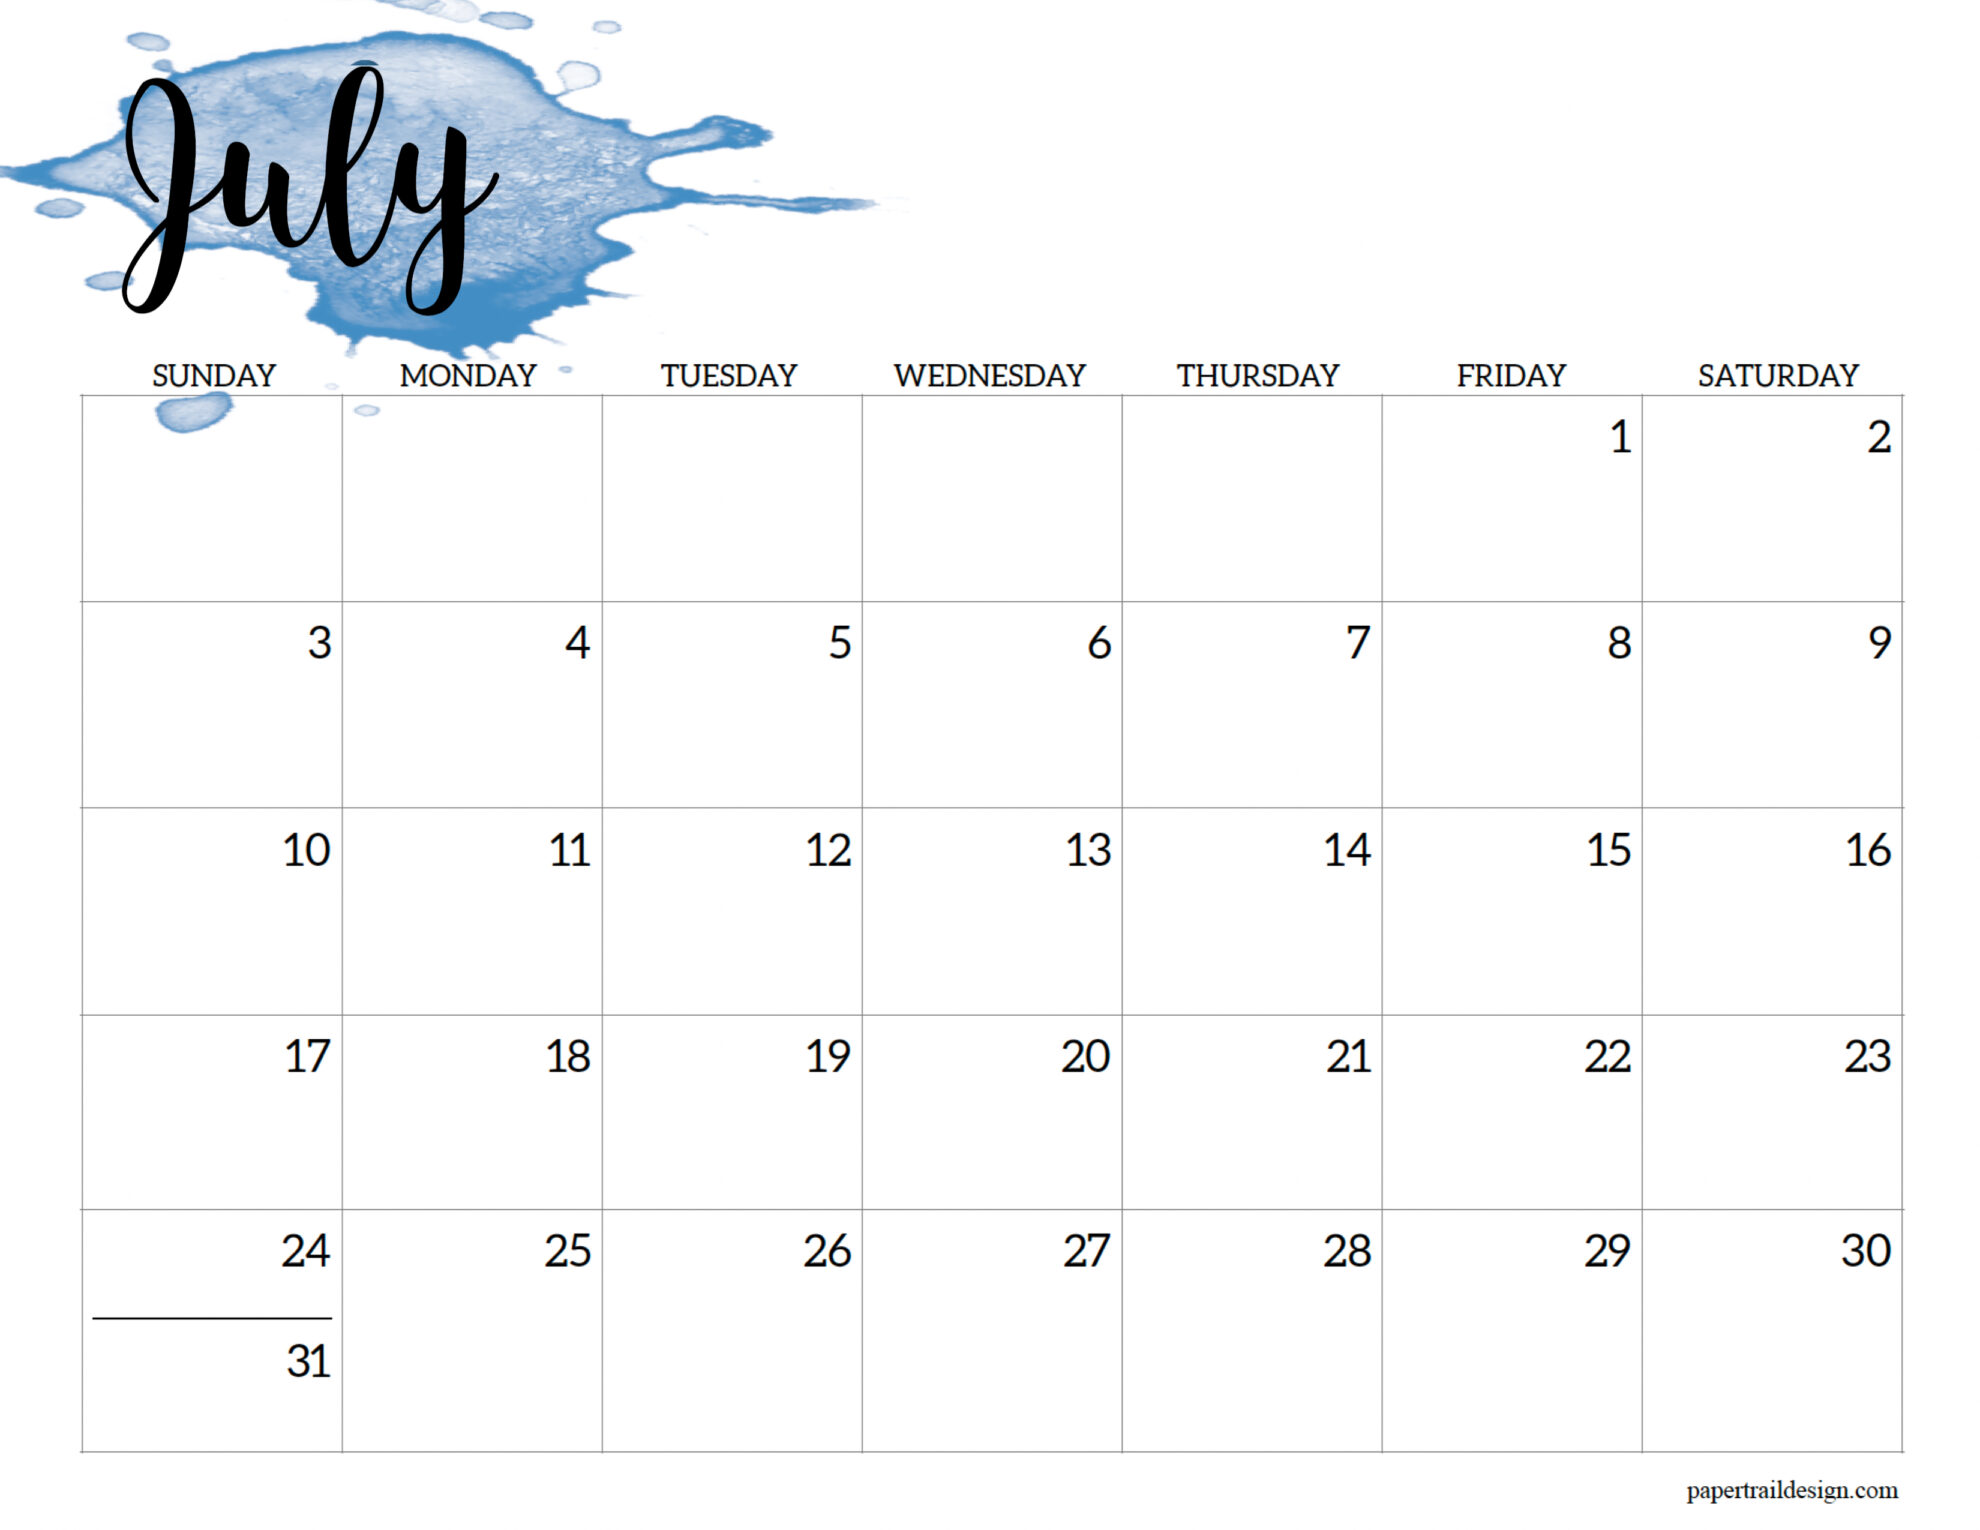 July
SUNDAY MONDAY TUESDAY WEDNESDAY THURSDAY FRIDAY SATURDAY
1 2
3 4 5 6 7 8 9
10 11 12 13 14 15 16
17 18 19 20 21 22 23
24 25 26 27 28 29 30
31
papertraildesign.com